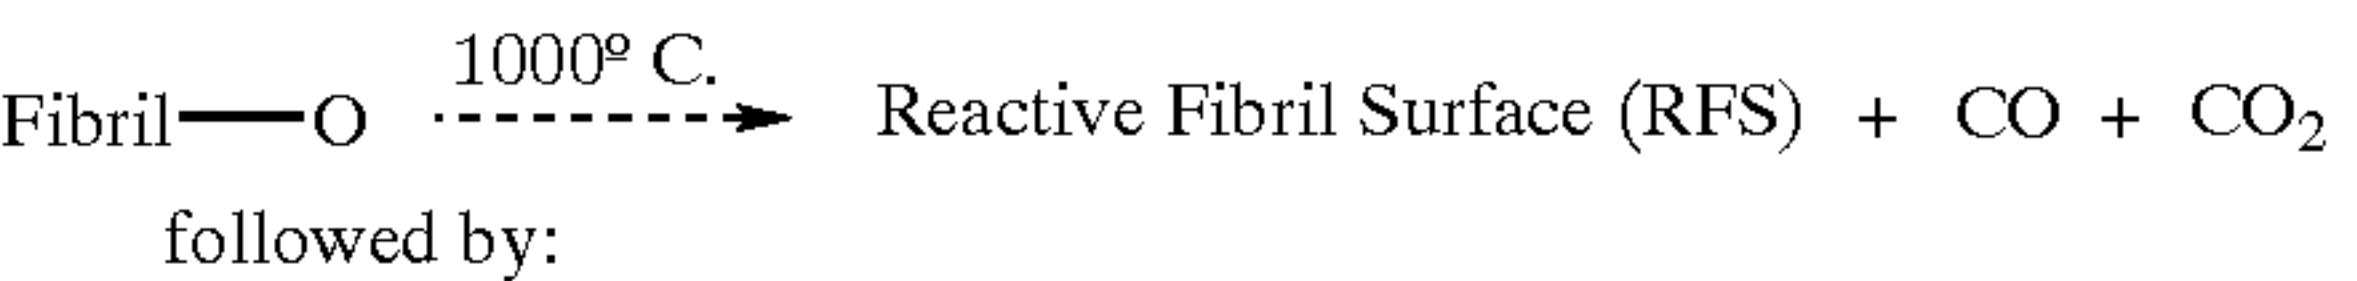 1000º C.
Fibril—O ---➤ Reactive Fibril Surface (RFS) + CO + CO₂
followed by: